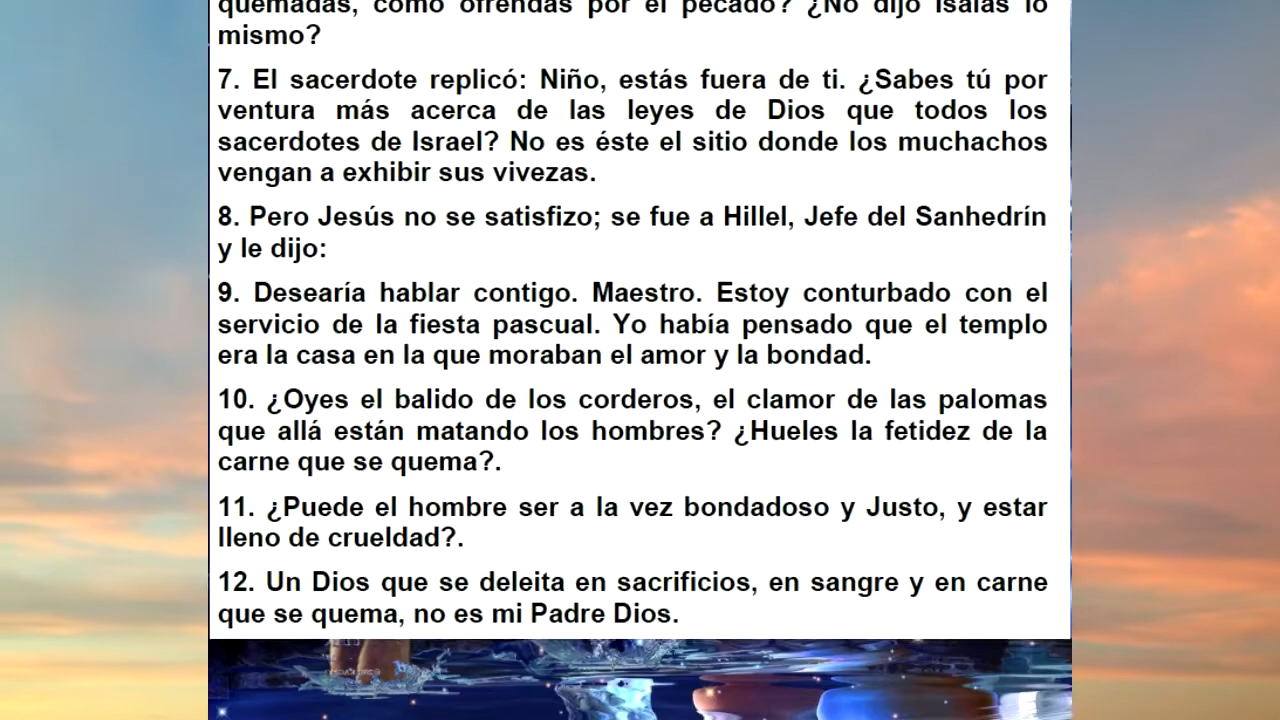 quemadas, como ofrendas por el pecado? ¿No dijo Isaías lo
mismo?
7. El sacerdote replicó: Niño, estás fuera de ti. ¿Sabes tú por
ventura más acerca de las leyes de Dios que todos los
sacerdotes de Israel? No es éste el sitio donde los muchachos
vengan a exhibir sus vivezas.
8. Pero Jesús no se satisfizo; se fue a Hillel, Jefe del Sanhedrín
y le dijo:
9. Desearía hablar contigo. Maestro. Estoy conturbado con el
servicio de la fiesta pascual. Yo había pensado que el templo
era la casa en la que moraban el amor y la bondad.
10. ¿Oyes el balido de los corderos, el clamor de las palomas
que allá están matando los hombres? ¿Hueles la fetidez de la
carne que se quema?.
11. ¿Puede el hombre ser a la vez bondadoso y Justo, y estar
lleno de crueldad?.
12. Un Dios que se deleita en sacrificios, en sangre y en carne
que se quema, no es mi Padre Dios.